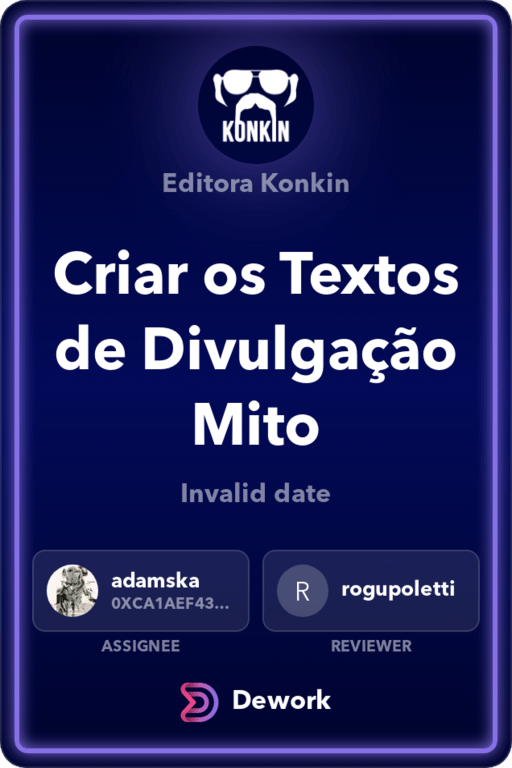 KONKIN
Editora Konkin
Criar os Textos
de Divulgação
Mito
Invalid date
adamska
0XCA1AEF43...
R
rogupoletti
ASSIGNEE
REVIEWER
Dework